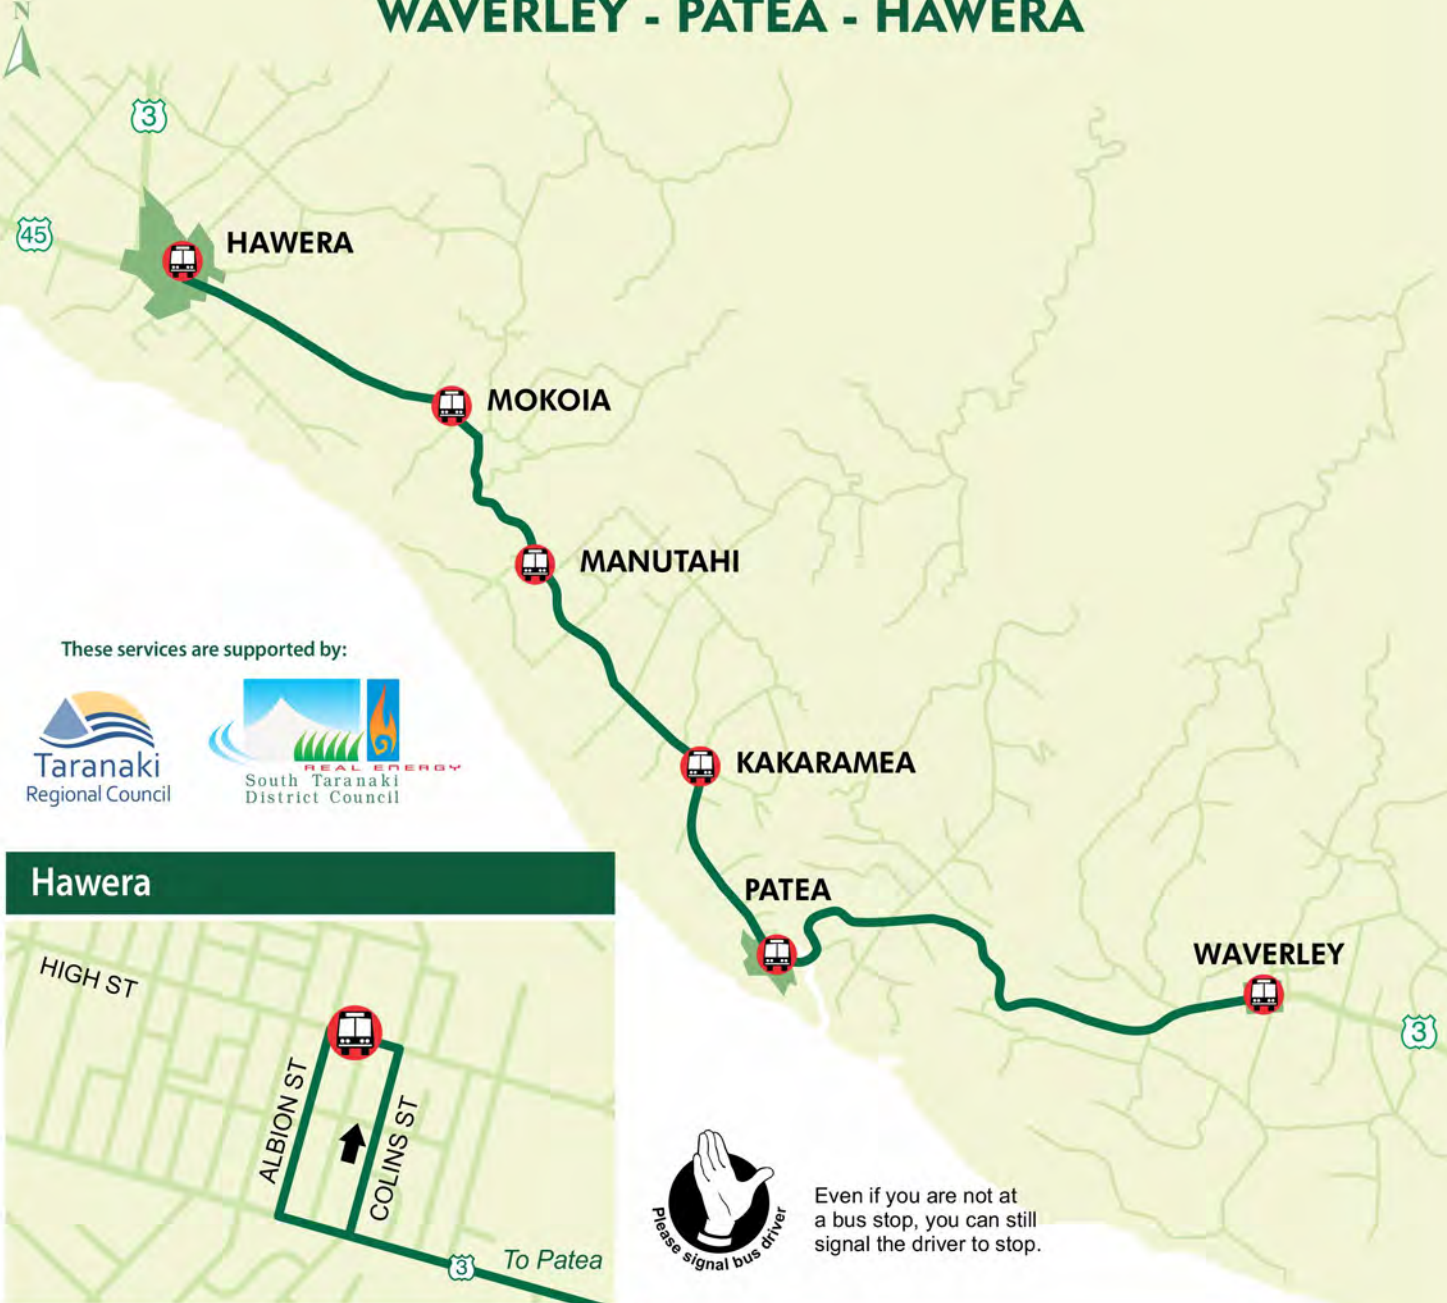 WAVERLEY - PATEA - HAWERA
N
3
45
HAWERA
MOKOIA
MANUTAHI
These services are supported by:
Taranaki
Regional Council
REAL ENERGY
South Taranaki
District Council
KAKARAMEA
PATEA
WAVERLEY
3
Hawera
HIGH ST
ALBION ST
COLINS ST
3
To Patea
Please signal bus driver
Even if you are not at
a bus stop, you can still
signal the driver to stop.